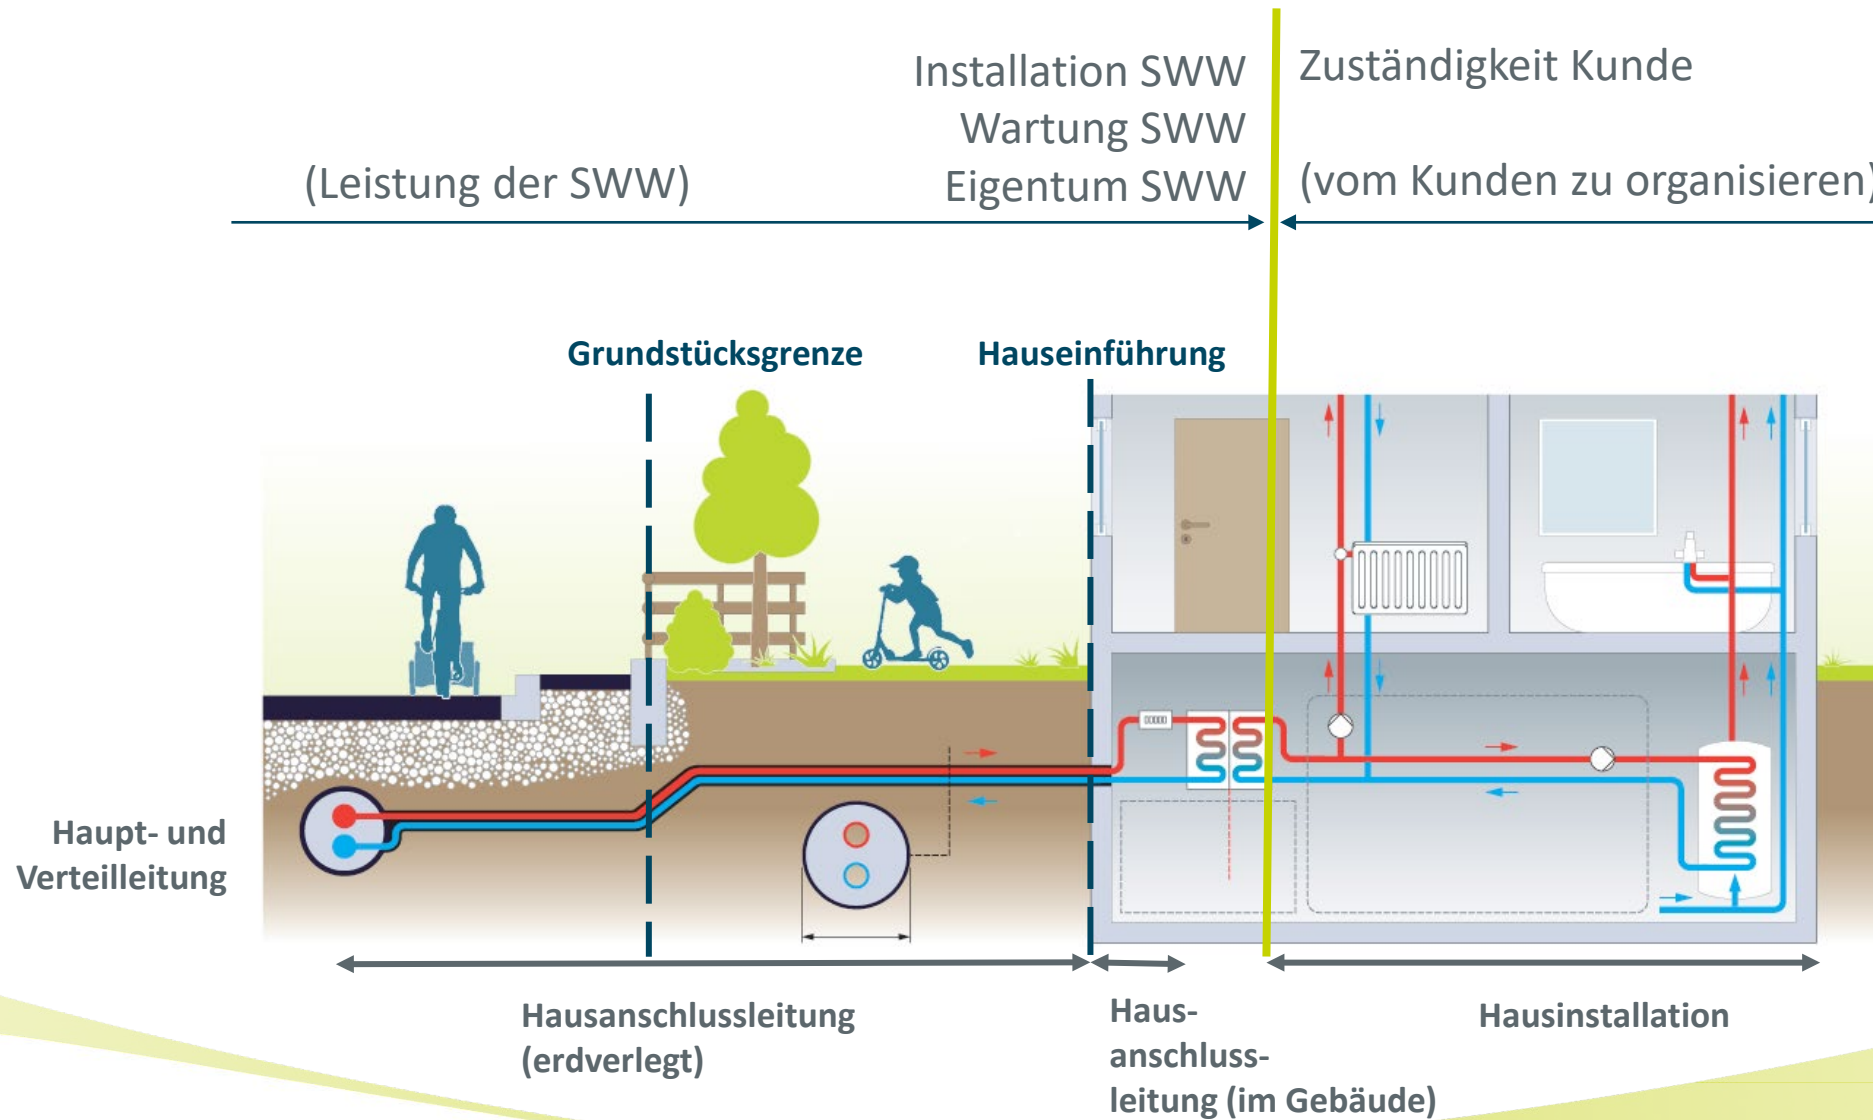 Installation SWW
Wartung SWW
Eigentum SWW
(Leistung der SWW)
Zuständigkeit Kunde
(vom Kunden zu organisieren)
Grundstücksgrenze
Hauseinführung
Haupt- und
Verteilleitung
Hausanschlussleitung
(erdverlegt)
Haus-
anschluss-
leitung (im Gebäude)
Hausinstallation